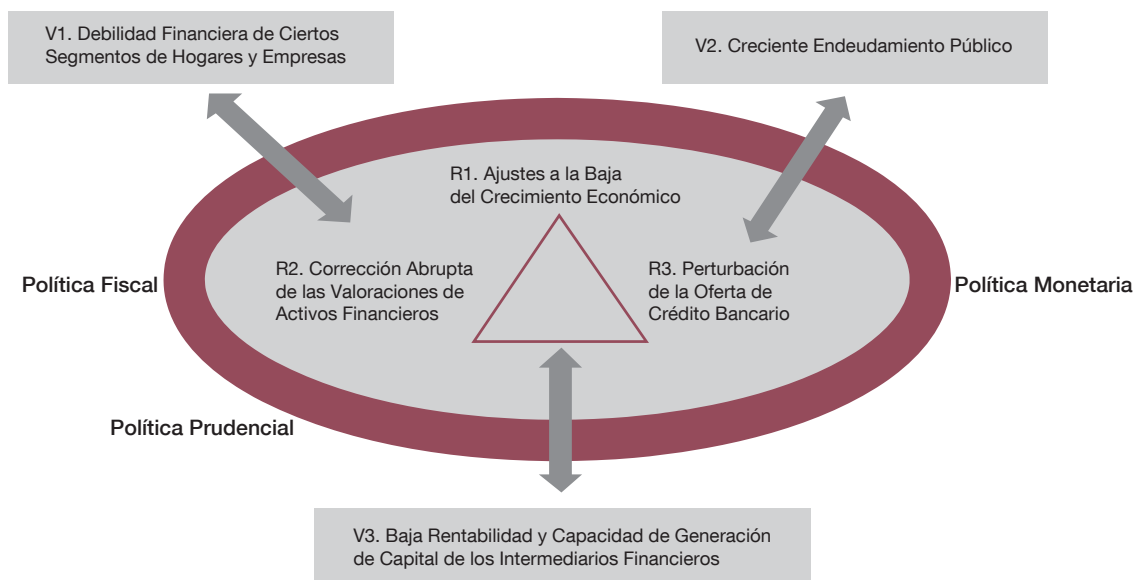 V1. Debilidad Financiera de Ciertos
Segmentos de Hogares y Empresas
V2. Creciente Endeudamiento Público
R1. Ajustes a la Baja
del Crecimiento Económico
R2. Corrección Abrupta
de las Valoraciones de
Activos Financieros
R3. Perturbación
de la Oferta de
Crédito Bancario
Política Fiscal
Política Monetaria
Política Prudencial
V3. Baja Rentabilidad y Capacidad de Generación
de Capital de los Intermediarios Financieros